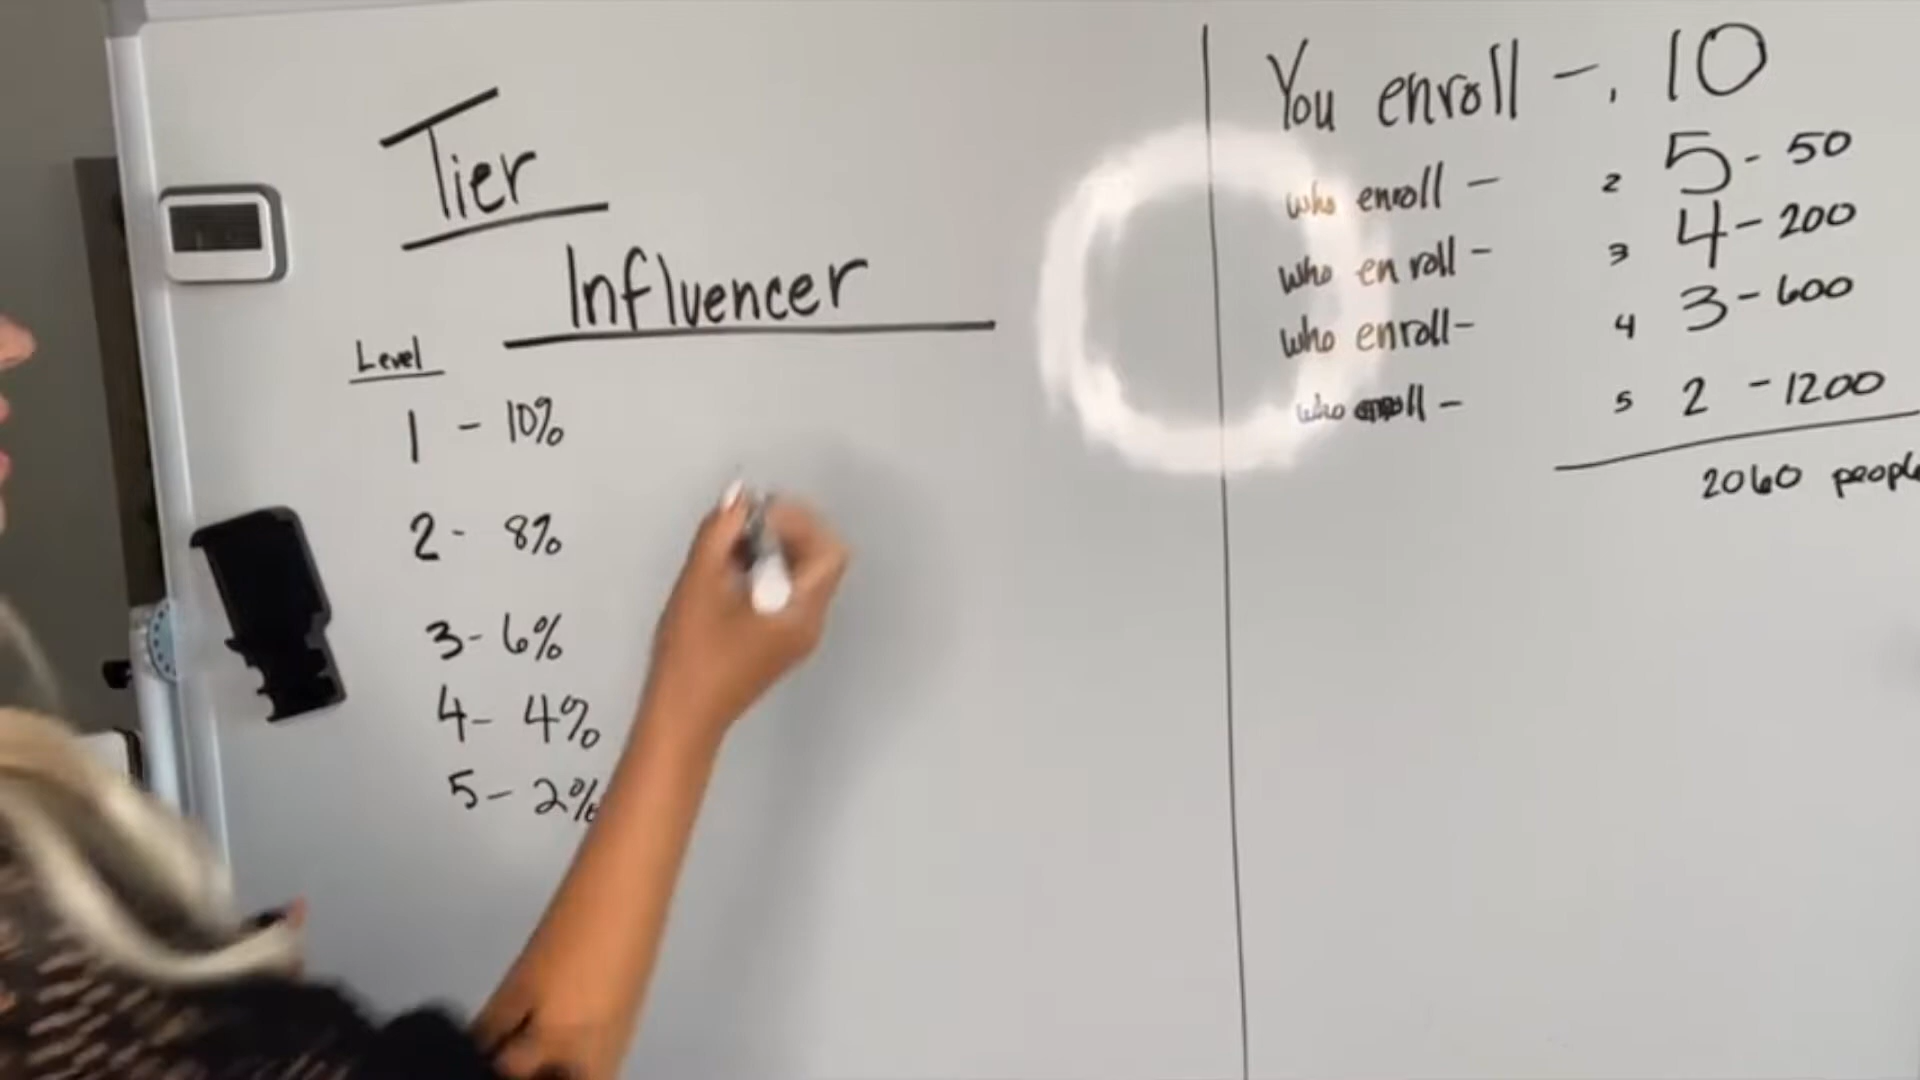 Tier
Influencer
Level
1 - 10%
2 - 8%
3 - 6%
4 - 4%
5 - 2%
You enroll - . 10
who enroll - 2 5 - 50
who enroll - 3 4 - 200
who enroll - 4 3 - 600
who enroll - 5 2 - 1200
2060 people